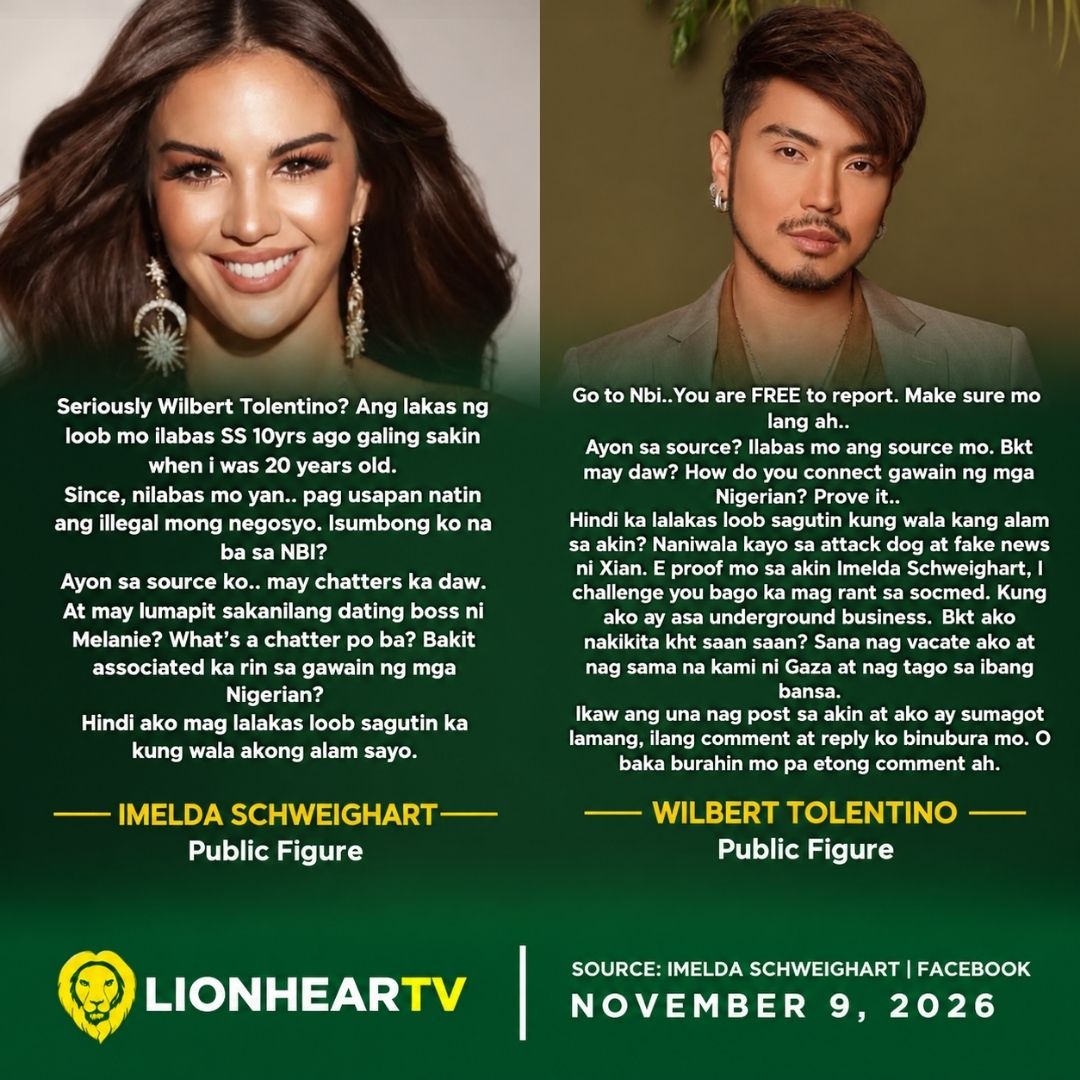 Seriously Wilbert Tolentino? Ang lakas ng
loob mo ilabas SS 10yrs ago galing sakin
when i was 20 years old.
Since, nilabas mo yan.. pag usapan natin
ang illegal mong negosyo. Isumbong ko na
ba sa NBI?
Ayon sa source ko.. may chatters ka daw.
At may lumapit sakanilang dating boss ni
Melanie? What's a chatter po ba? Bakit
associated ka rin sa gawain ng mga
Nigerian?
Hindi ako mag lalakas loob sagutin ka
kung wala akong alam sayo.
IMELDA SCHWEIGHART
Public Figure
Go to Nbi..You are FREE to report. Make sure mo
lang ah..
Ayon sa source? Ilabas mo ang source mo. Bkt
may daw? How do you connect gawain ng mga
Nigerian? Prove it..
Hindi ka lalakas loob sagutin kung wala kang alam
sa akin? Naniwala kayo sa attack dog at fake news
ni Xian. E proof mo sa akin Imelda Schweighart, I
challenge you bago ka mag rant sa socmed. Kung
ako ay asa underground business. Bkt ako
nakikita kht saan saan? Sana nag vacate ako at
nag sama na kami ni Gaza at nag tago sa ibang
bansa.
Ikaw ang una nag post sa akin at ako ay sumagot
lamang, ilang comment at reply ko binubura mo. O
baka burahin mo pa etong comment ah.
WILBERT TOLENTINO
Public Figure
LIONHEARTV
SOURCE: IMELDA SCHWEIGHART | FACEBOOK
NOVEMBER 9, 2026